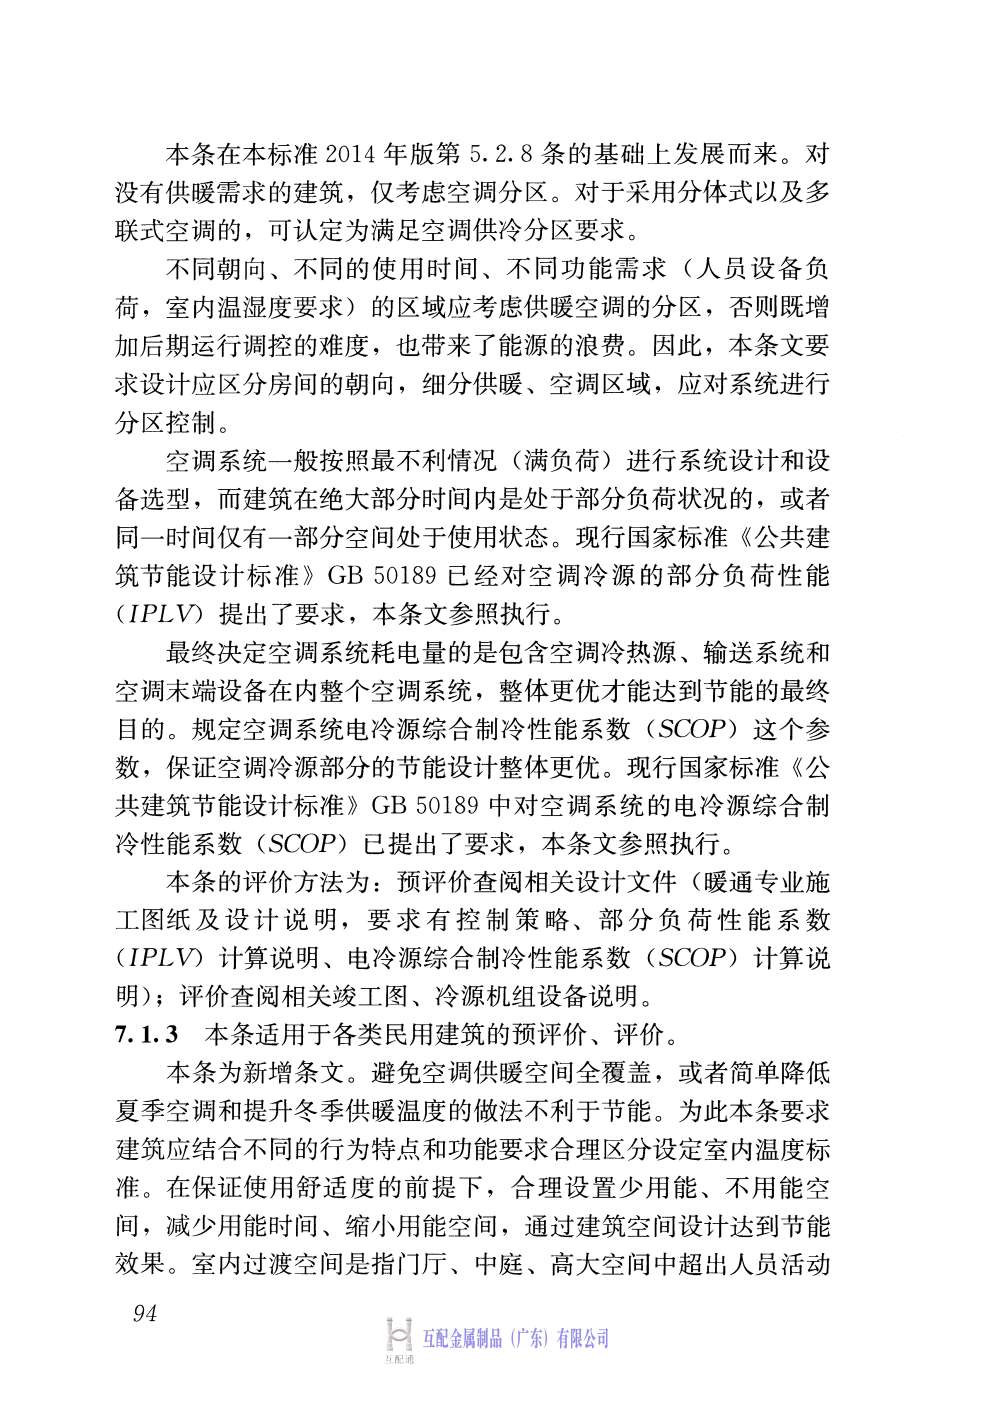 本条在本标准 2014 年版第 5.2.8 条的基础上发展而来。对
没有供暖需求的建筑，仅考虑空调分区。对于采用分体式以及多
联式空调的，可认定为满足空调供冷分区要求。
不同朝向、不同的使用时间、不同功能需求（人员设备负
荷，室内温湿度要求）的区域应考虑供暖空调的分区，否则既增
加后期运行调控的难度，也带来了能源的浪费。因此，本条文要
求设计应区分房间的朝向，细分供暖、空调区域，应对系统进行
分区控制。
空调系统一般按照最不利情况（满负荷）进行系统设计和设
备选型，而建筑在绝大部分时间内是处于部分负荷状况的，或者
同一时间仅有一部分空间处于使用状态。现行国家标准《公共建
筑节能设计标准》GB 50189 已经对空调冷源的部分负荷性能
（IPLV）提出了要求，本条文参照执行。
最终决定空调系统耗电量的是包含空调冷热源、输送系统和
空调末端设备在内整个空调系统，整体更优才能达到节能的最终
目的。规定空调系统电冷源综合制冷性能系数（SCOP）这个参
数，保证空调冷源部分的节能设计整体更优。现行国家标准《公
共建筑节能设计标准》GB 50189 中对空调系统的电冷源综合制
冷性能系数（SCOP）已提出了要求，本条文参照执行。
本条的评价方法为：预评价查阅相关设计文件（暖通专业施
工图纸及设计说明，要求有控制策略、部分负荷性能系数
（IPLV）计算说明、电冷源综合制冷性能系数（SCOP）计算说
明）；评价查阅相关竣工图、冷源机组设备说明。
7.1.3 本条适用于各类民用建筑的预评价、评价。
本条为新增条文。避免空调供暖空间全覆盖，或者简单降低
夏季空调和提升冬季供暖温度的做法不利于节能。为此本条要求
建筑应结合不同的行为特点和功能要求合理区分设定室内温度标
准。在保证使用舒适度的前提下，合理设置少用能、不用能空
间，减少用能时间、缩小用能空间，通过建筑空间设计达到节能
效果。室内过渡空间是指门厅、中庭、高大空间中超出人员活动
94
互配金属制品（广东）有限公司
互配通